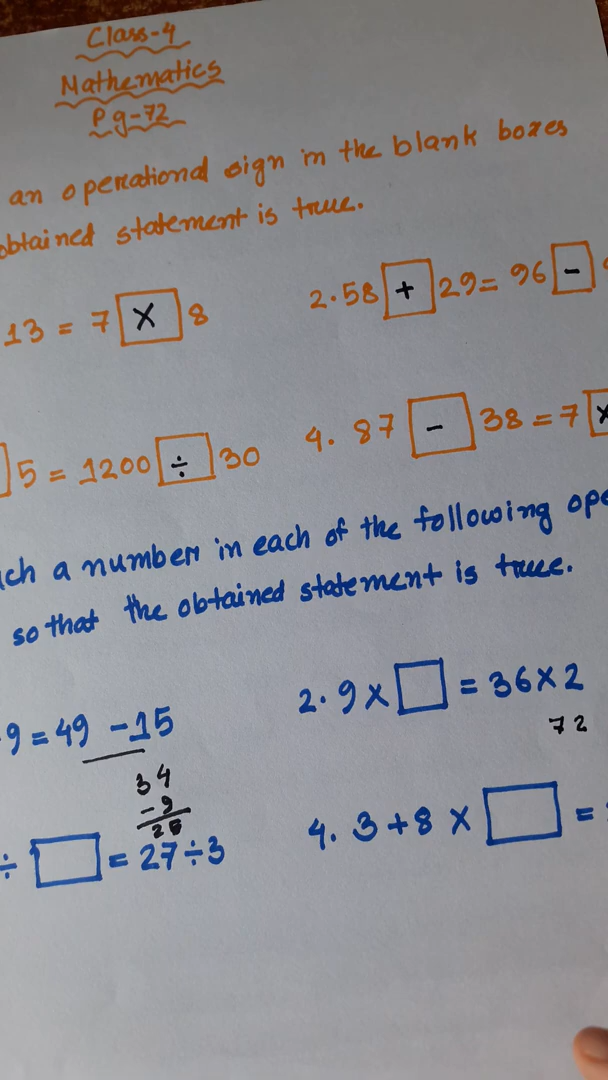 Class-4
Mathematics
Pg-72
an operational sign in the blank boxes
obtained statement is true.
13 = 7 × 8
2. 58 + 29 = 96 -
5 = 1200 ÷ 30
4. 87 - 38 = 7 ×
a number in each of the following
so that the obtained statement is true.
9 = 49 - 15
2. 9 × = 36 × 2
72
34
- 9
25
÷ = 27 ÷ 3
4. 3 + 8 × =